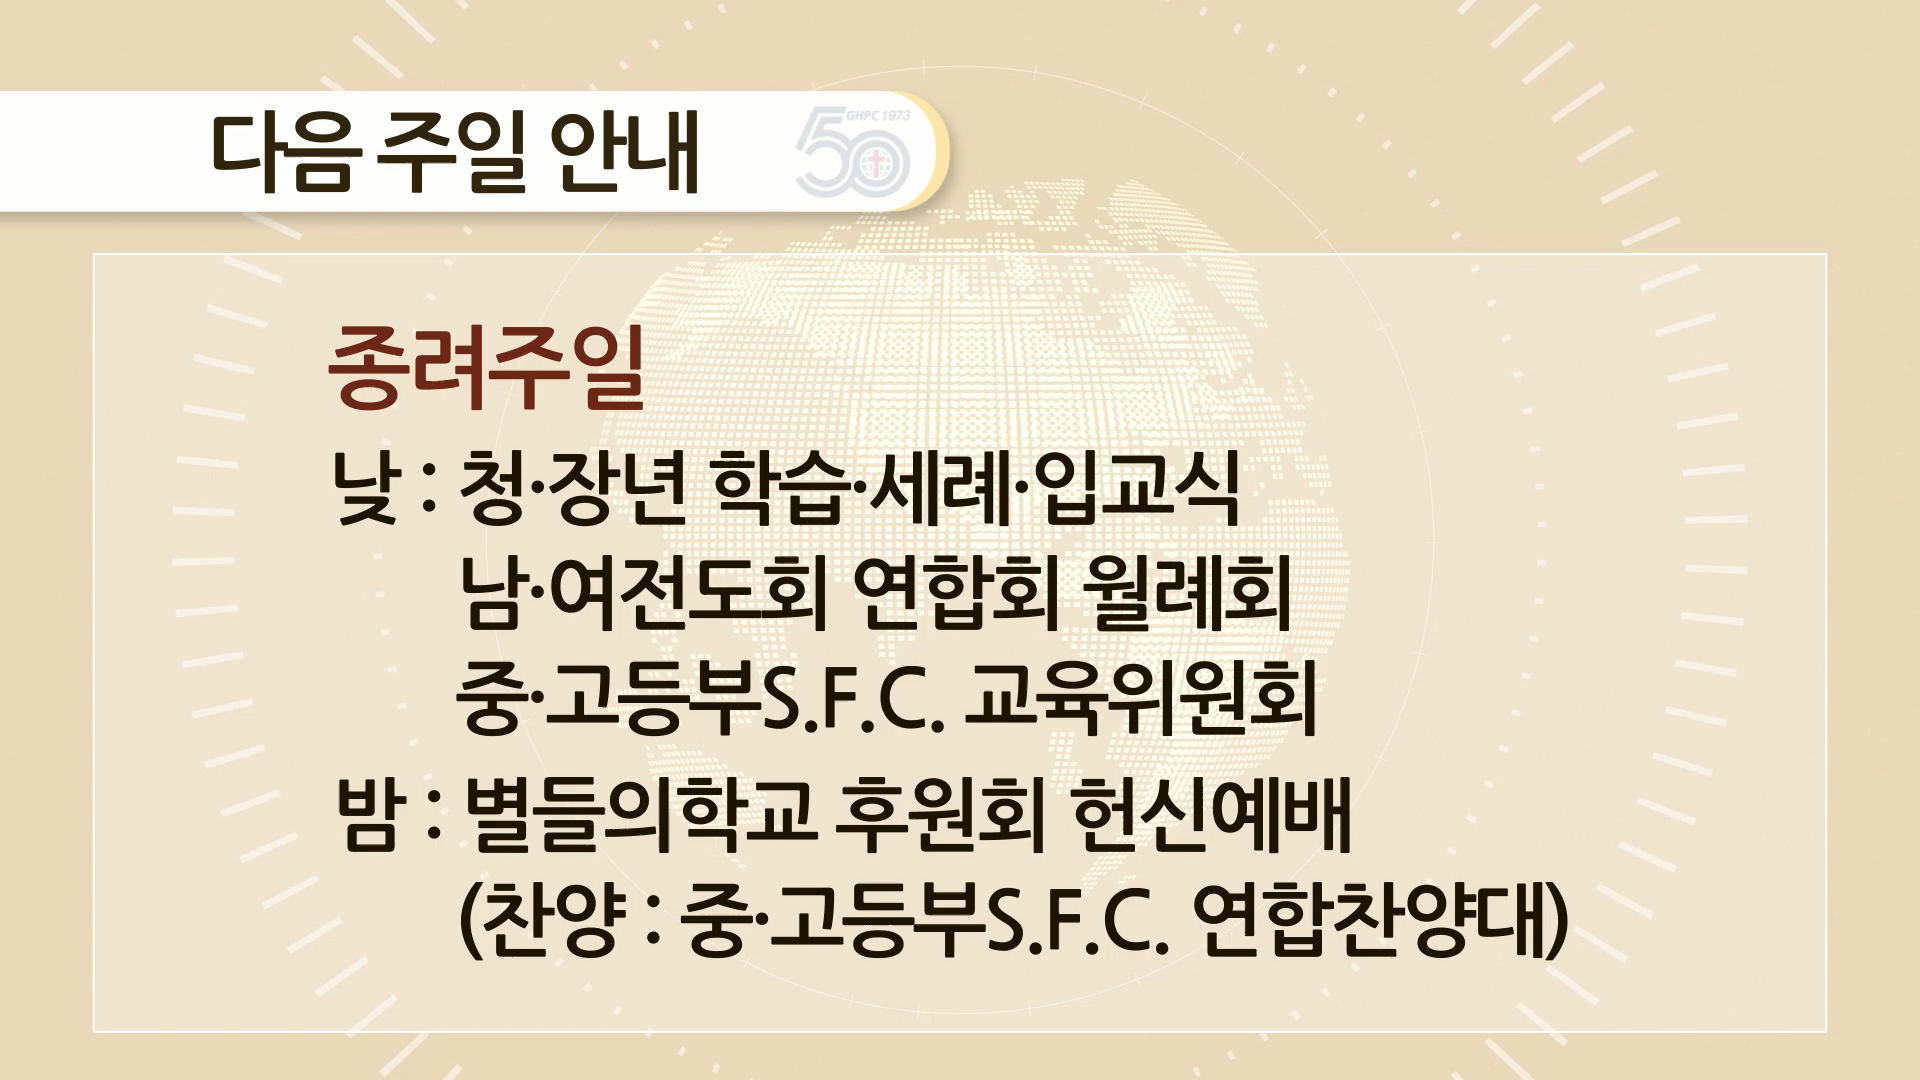 다음 주일 안내
GHPC 1973
50
종려주일
낮 : 청·장년 학습·세례·입교식
남·여전도회 연합회 월례회
중·고등부S.F.C. 교육위원회
밤 : 별들의학교 후원회 헌신예배
(찬양 : 중·고등부S.F.C. 연합찬양대)